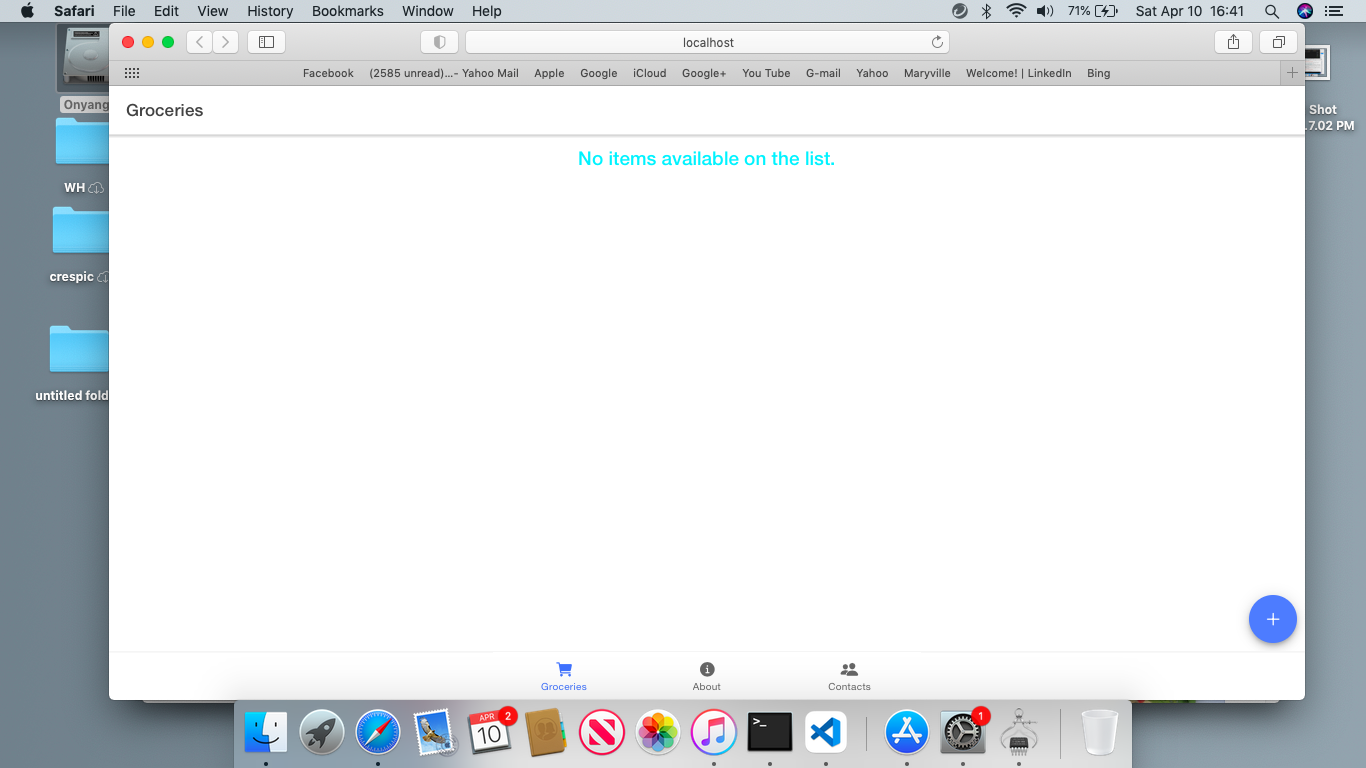 Safari File Edit View History Bookmarks Window Help 71% Sat Apr 10 16:41
localhost
Facebook (2585 unread)...- Yahoo Mail Apple Google iCloud Google+ You Tube G-mail Yahoo Maryville Welcome! | LinkedIn Bing
Onyang
WH
crespic
untitled fold
Shot
.7.02 PM
Groceries
No items available on the list.
+
Groceries About Contacts
APR
10
2
>_
1